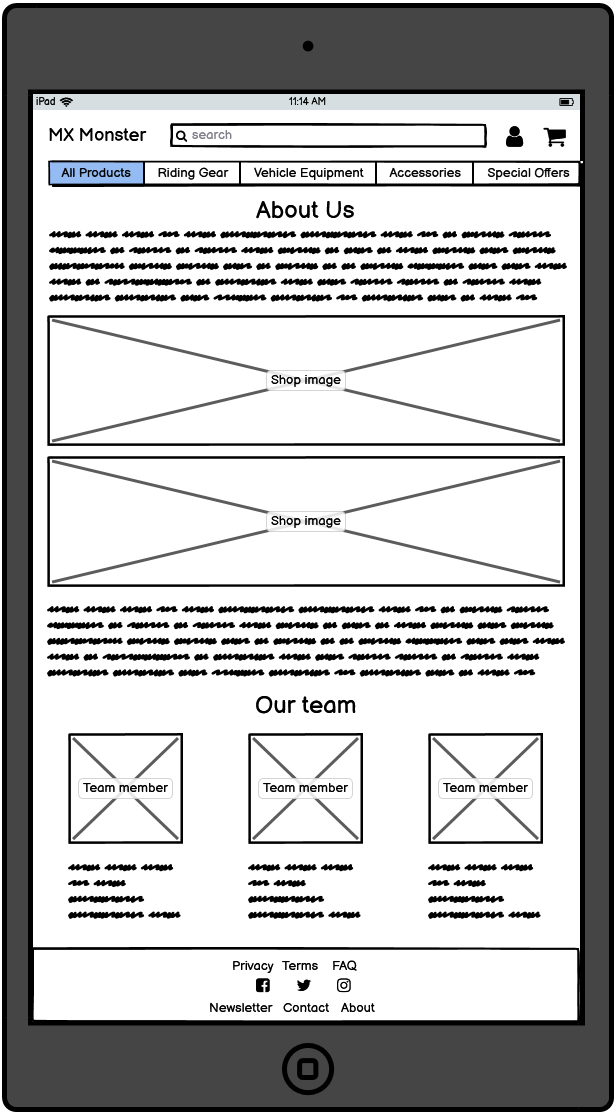 iPad 11:14 AM
MX Monster search
All Products Riding Gear Vehicle Equipment Accessories Special Offers
About Us
Shop image
Shop image
Our team
Team member Team member Team member
Privacy Terms FAQ
Newsletter Contact About